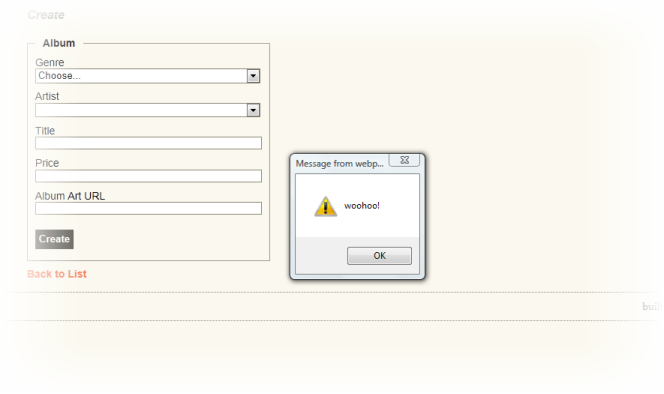 Create
Album
Genre
Choose...
Artist
Title
Price
Album Art URL
Create
Back to List
Message from webp...
woohoo!
OK